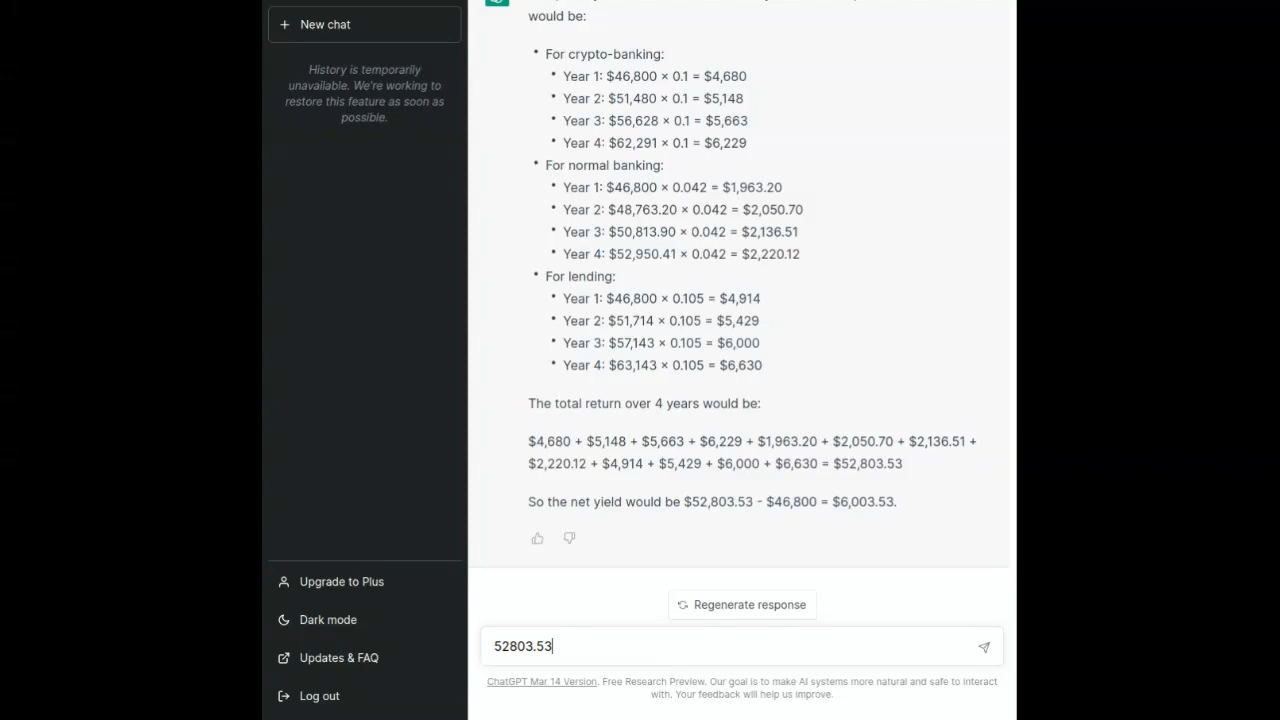 New chat
History is temporarily
unavailable. We're working to
restore this feature as soon as
possible.
Upgrade to Plus
Dark mode
Updates & FAQ
Log out
would be:
• For crypto-banking:
• Year 1: $46,800 × 0.1 = $4,680
• Year 2: $51,480 × 0.1 = $5,148
• Year 3: $56,628 × 0.1 = $5,663
• Year 4: $62,291 × 0.1 = $6,229
• For normal banking:
• Year 1: $46,800 × 0.042 = $1,963.20
• Year 2: $48,763.20 × 0.042 = $2,050.70
• Year 3: $50,813.90 × 0.042 = $2,136.51
• Year 4: $52,950.41 × 0.042 = $2,220.12
• For lending:
• Year 1: $46,800 × 0.105 = $4,914
• Year 2: $51,714 × 0.105 = $5,429
• Year 3: $57,143 × 0.105 = $6,000
• Year 4: $63,143 × 0.105 = $6,630
The total return over 4 years would be:
$4,680 + $5,148 + $5,663 + $6,229 + $1,963.20 + $2,050.70 + $2,136.51 +
$2,220.12 + $4,914 + $5,429 + $6,000 + $6,630 = $52,803.53
So the net yield would be $52,803.53 - $46,800 = $6,003.53.
Regenerate response
52803.53
ChatGPT Mar 14 Version. Free Research Preview. Our goal is to make AI systems more natural and safe to interact
with. Your feedback will help us improve.